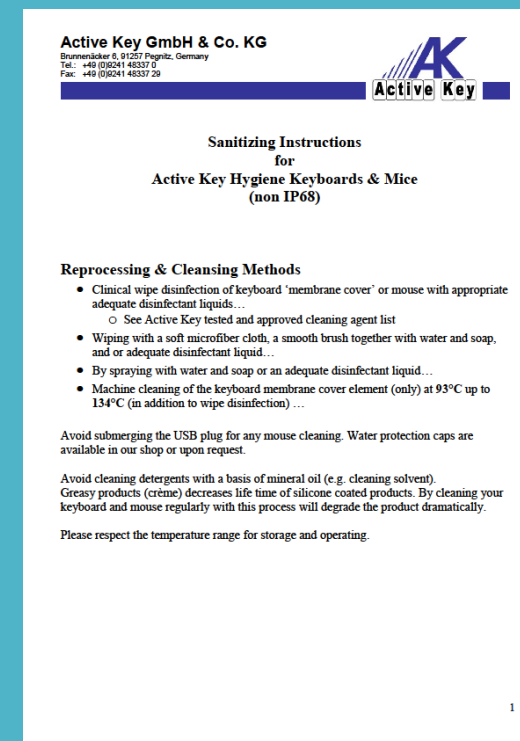 Active Key GmbH & Co. KG
Brunnenäcker 6, 91257 Pegnitz, Germany
Tel.: +49 (0)9241 48337 0
Fax: +49 (0)9241 48337 29
AK
Active Key
Sanitizing Instructions
for
Active Key Hygiene Keyboards & Mice
(non IP68)
Reprocessing & Cleansing Methods
● Clinical wipe disinfection of keyboard ‘membrane cover’ or mouse with appropriate
adequate disinfectant liquids…
○ See Active Key tested and approved cleaning agent list
● Wiping with a soft microfiber cloth, a smooth brush together with water and soap,
and or adequate disinfectant liquid…
● By spraying with water and soap or an adequate disinfectant liquid…
● Machine cleaning of the keyboard membrane cover element (only) at 93°C up to
134°C (in addition to wipe disinfection) …
Avoid submerging the USB plug for any mouse cleaning. Water protection caps are
available in our shop or upon request.
Avoid cleaning detergents with a basis of mineral oil (e.g. cleaning solvent).
Greasy products (crème) decreases life time of silicone coated products. By cleaning your
keyboard and mouse regularly with this process will degrade the product dramatically.
Please respect the temperature range for storage and operating.
1